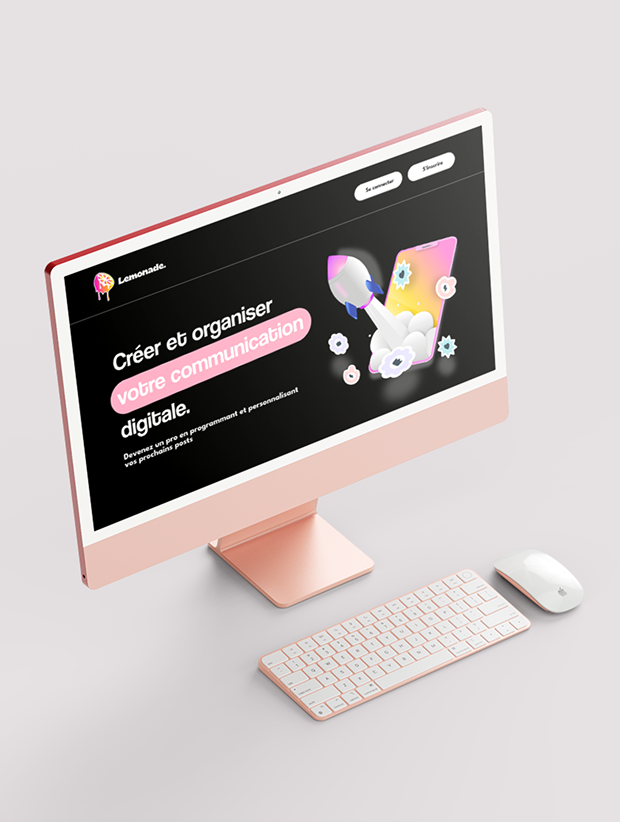 Se connecter
S'inscrire
Lemonade.
Créer et organiser
votre communication
digitale.
Devenez un pro en programmant et personnalisant
vos prochains posts